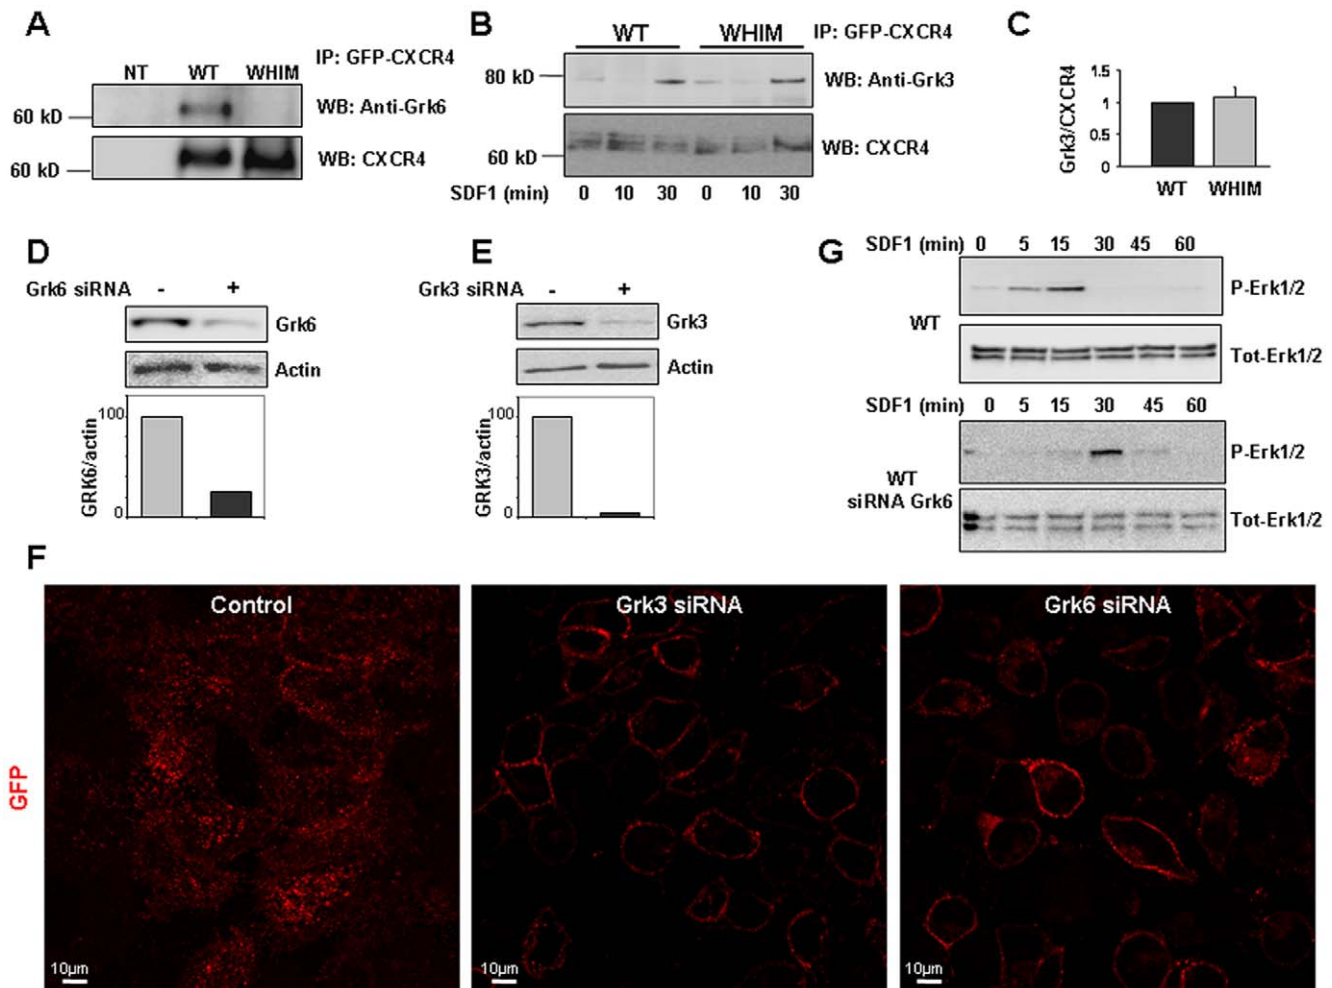 A
NT WT WHIM
IP: GFP-CXCR4
60 kD
WB: Anti-Grk6
60 kD
WB: CXCR4
B
WT WHIM
IP: GFP-CXCR4
80 kD
WB: Anti-Grk3
60 kD
WB: CXCR4
SDF1 (min) 0 10 30 0 10 30
C
Grk3/CXCR4
1.5
1
0.5
0
WT WHIM
D
Grk6 siRNA - +
Grk6
Actin
GRK6/actin
100
0
E
Grk3 siRNA - +
Grk3
Actin
GRK3/actin
100
0
G
SDF1 (min) 0 5 15 30 45 60
WT
P-Erk1/2
Tot-Erk1/2
SDF1 (min) 0 5 15 30 45 60
WT
siRNA Grk6
P-Erk1/2
Tot-Erk1/2
F
GFP
Control
10µm
Grk3 siRNA
10µm
Grk6 siRNA
10µm